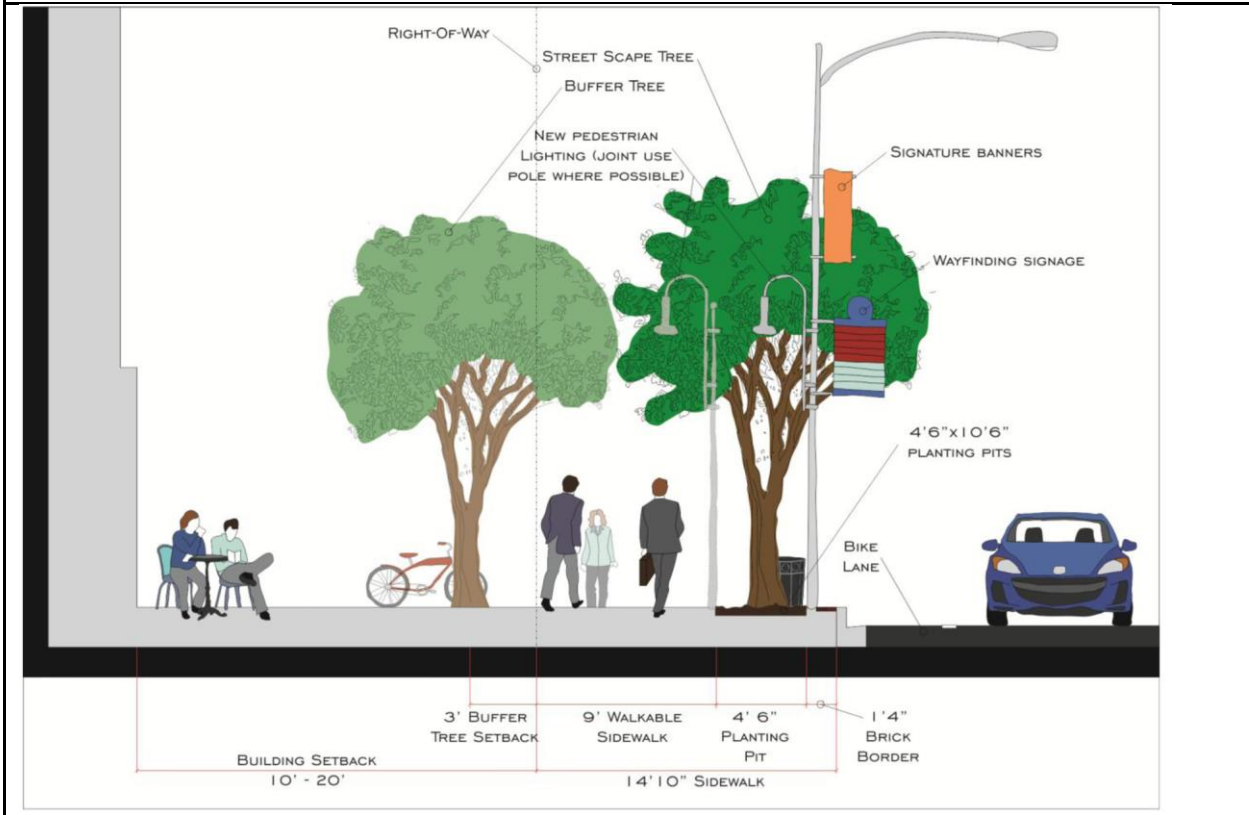 Right-Of-Way
Street Scape Tree
Buffer Tree
New pedestrian
Lighting (joint use
pole where possible)
Signature banners
Wayfinding signage
4'6"x10'6"
planting pits
Bike
Lane
3' Buffer
Tree Setback
9' Walkable
Sidewalk
4' 6"
Planting
Pit
1'4"
Brick
Border
Building Setback
10' - 20'
14'10" Sidewalk